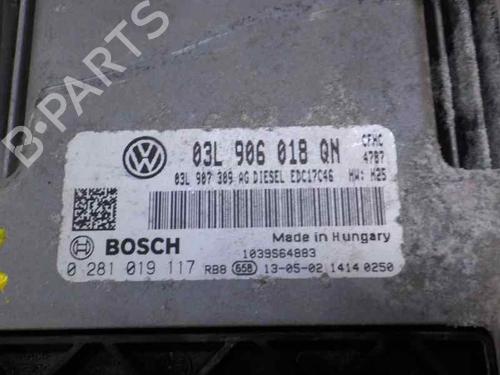 B-PARTS
03L 906 018 QN
CFHC
4787
03L 907 309 AG DIESEL EDC17C46
HW: H25
BOSCH
Made in Hungary
1039S64883
0 281 019 117 RB8 658 13-05-02 1414 0250